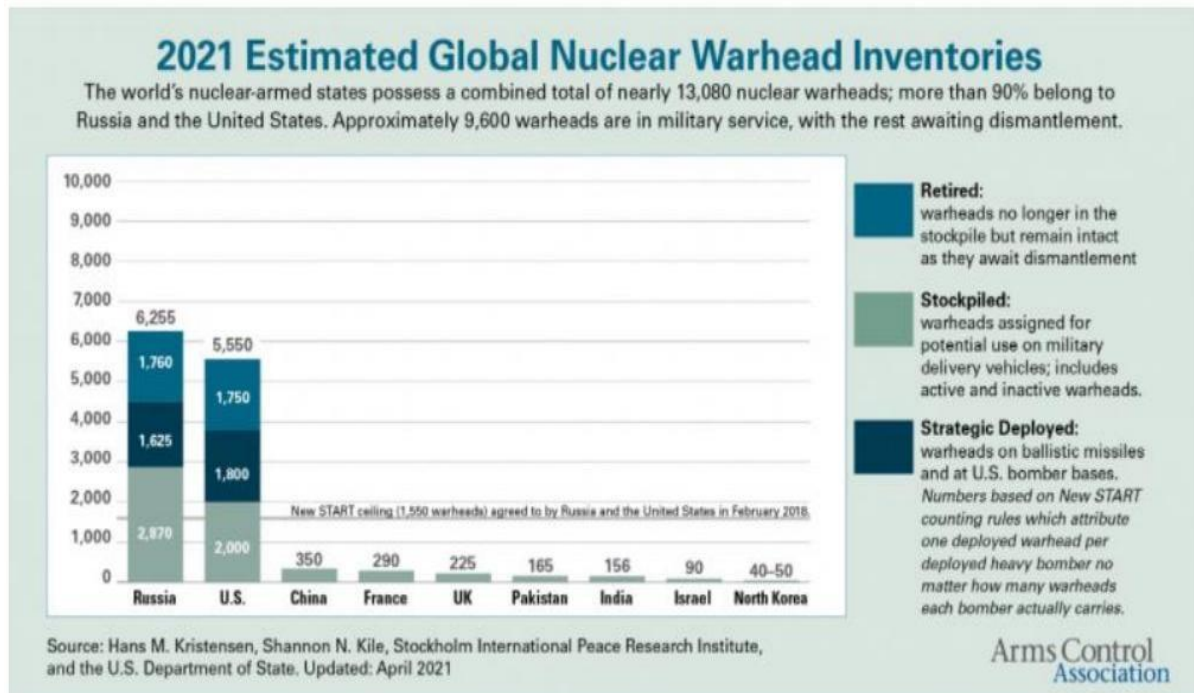 2021 Estimated Global Nuclear Warhead Inventories
The world's nuclear-armed states possess a combined total of nearly 13,080 nuclear warheads; more than 90% belong to
Russia and the United States. Approximately 9,600 warheads are in military service, with the rest awaiting dismantlement.
10,000
9,000
8,000
7,000
6,000
5,000
4,000
3,000
2,000
1,000
0
6,255
1,760
1,625
2,870
5,550
1,750
1,800
2,000
New START ceiling (1,550 warheads) agreed to by Russia and the United States in February 2018.
350
290
225
165
156
90
40–50
Russia
U.S.
China
France
UK
Pakistan
India
Israel
North Korea
Retired:
warheads no longer in the
stockpile but remain intact
as they await dismantlement
Stockpiled:
warheads assigned for
potential use on military
delivery vehicles; includes
active and inactive warheads.
Strategic Deployed:
warheads on ballistic missiles
and at U.S. bomber bases.
Numbers based on New START
counting rules which attribute
one deployed warhead per
deployed heavy bomber no
matter how many warheads
each bomber actually carries.
Source: Hans M. Kristensen, Shannon N. Kile, Stockholm International Peace Research Institute,
and the U.S. Department of State. Updated: April 2021
Arms Control
Association